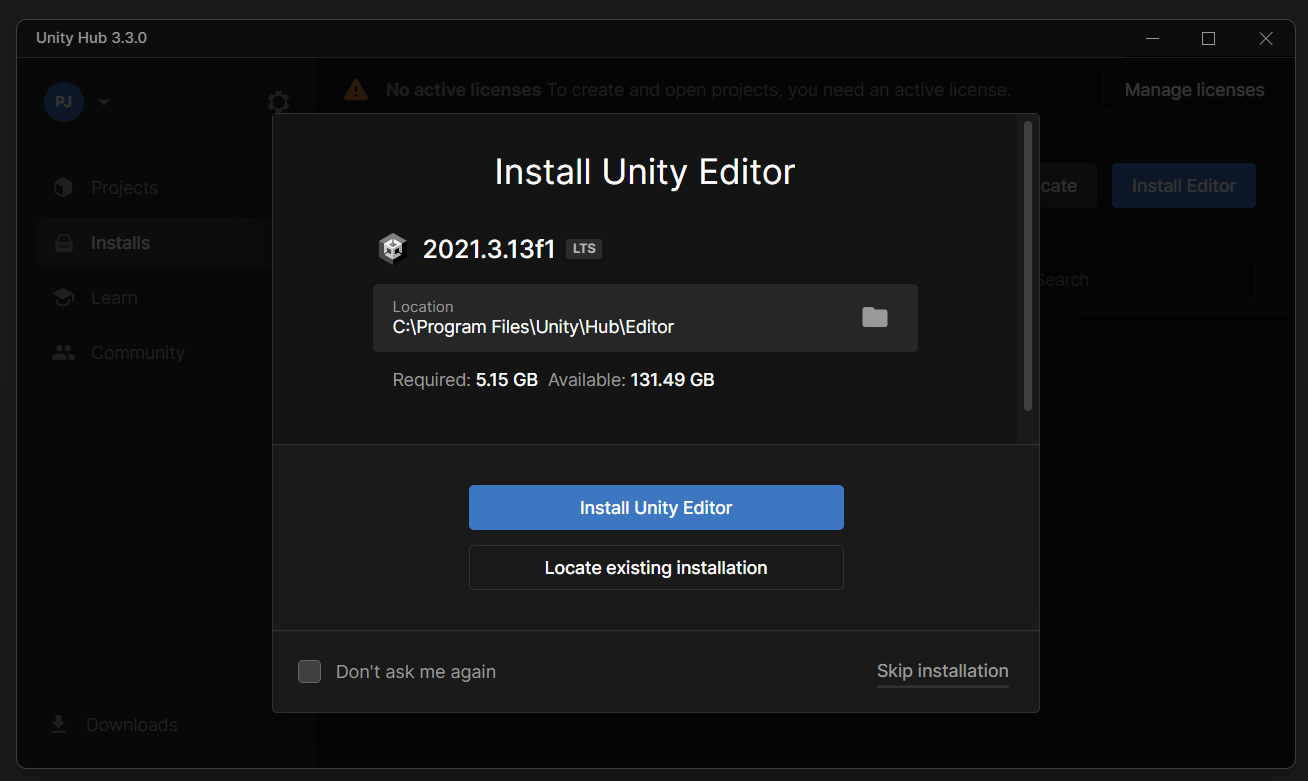 Unity Hub 3.3.0
PJ
No active licenses To create and open projects, you need an active license.
Manage licenses
Projects
Installs
Learn
Community
Downloads
cate
Install Editor
Search
Install Unity Editor
2021.3.13f1 LTS
Location
C:\Program Files\Unity\Hub\Editor
Required: 5.15 GB Available: 131.49 GB
Install Unity Editor
Locate existing installation
Don't ask me again
Skip installation